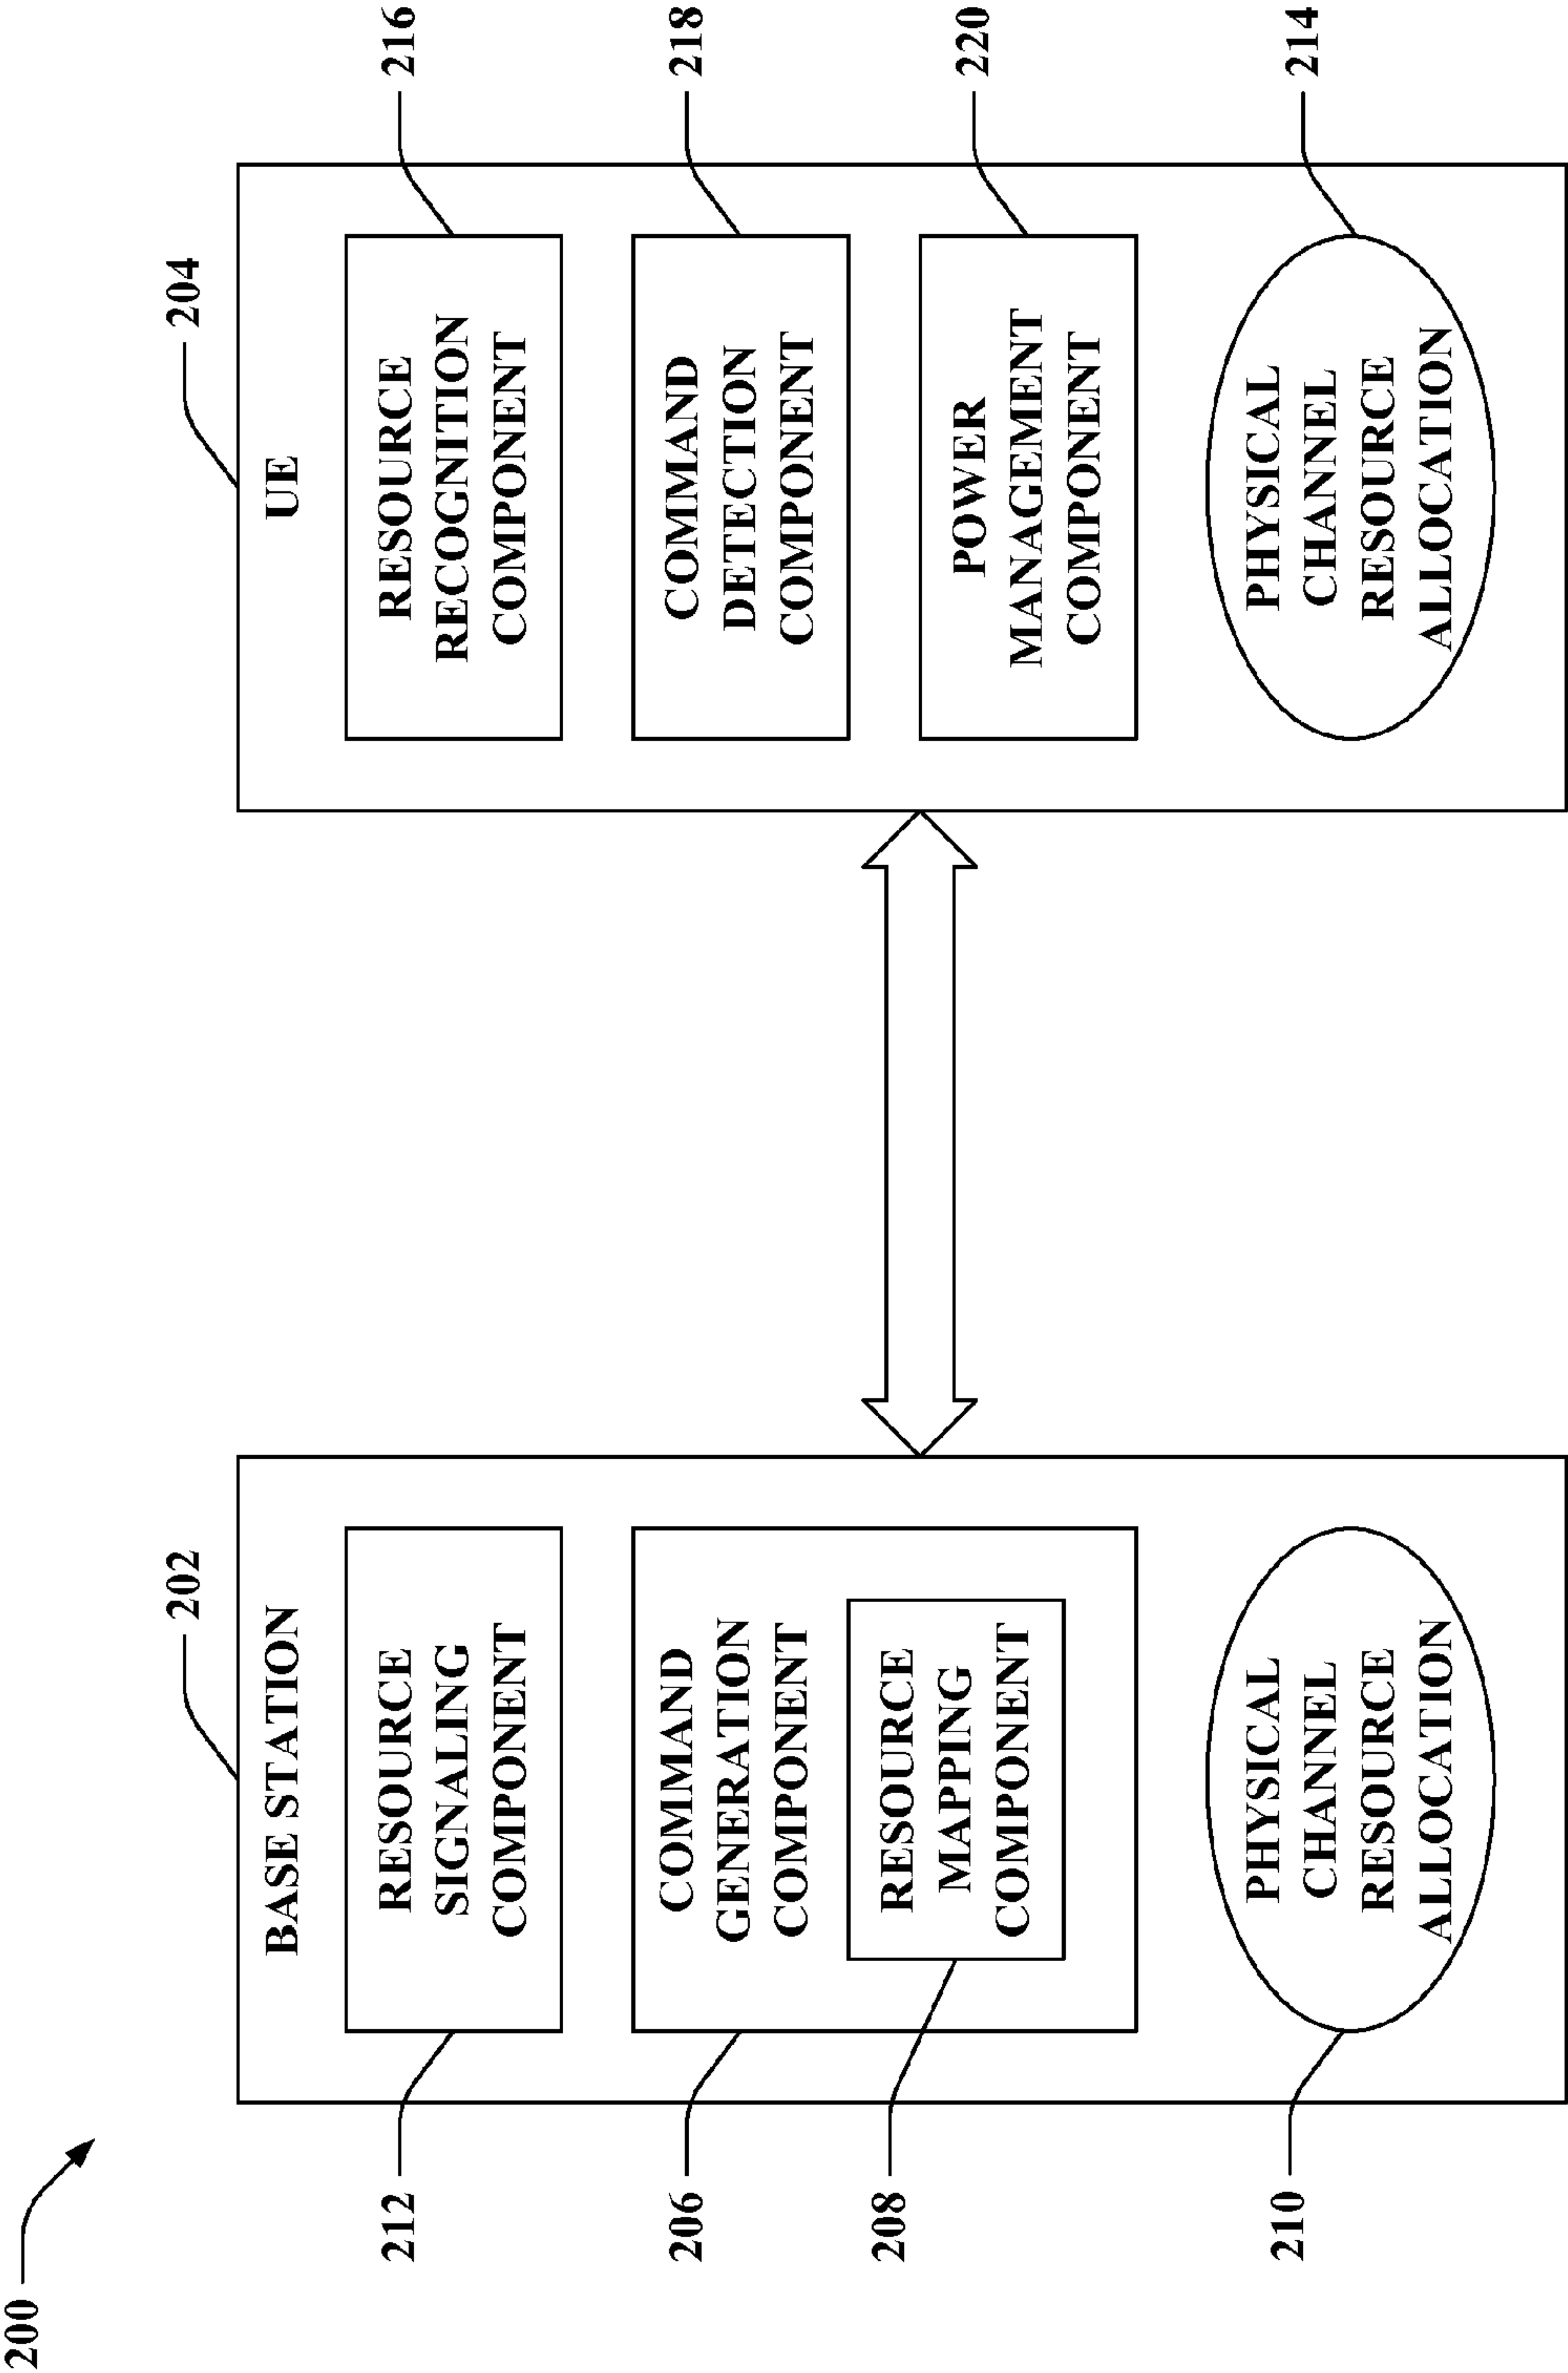 200
202
BASE STATION
212
RESOURCE
SIGNALING
COMPONENT
206
COMMAND
GENERATION
COMPONENT
208
RESOURCE
MAPPING
COMPONENT
210
PHYSICAL
CHANNEL
RESOURCE
ALLOCATION
204
UE
RESOURCE
RECOGNITION
COMPONENT
216
COMMAND
DETECTION
COMPONENT
218
POWER
MANAGEMENT
COMPONENT
220
PHYSICAL
CHANNEL
RESOURCE
ALLOCATION
214